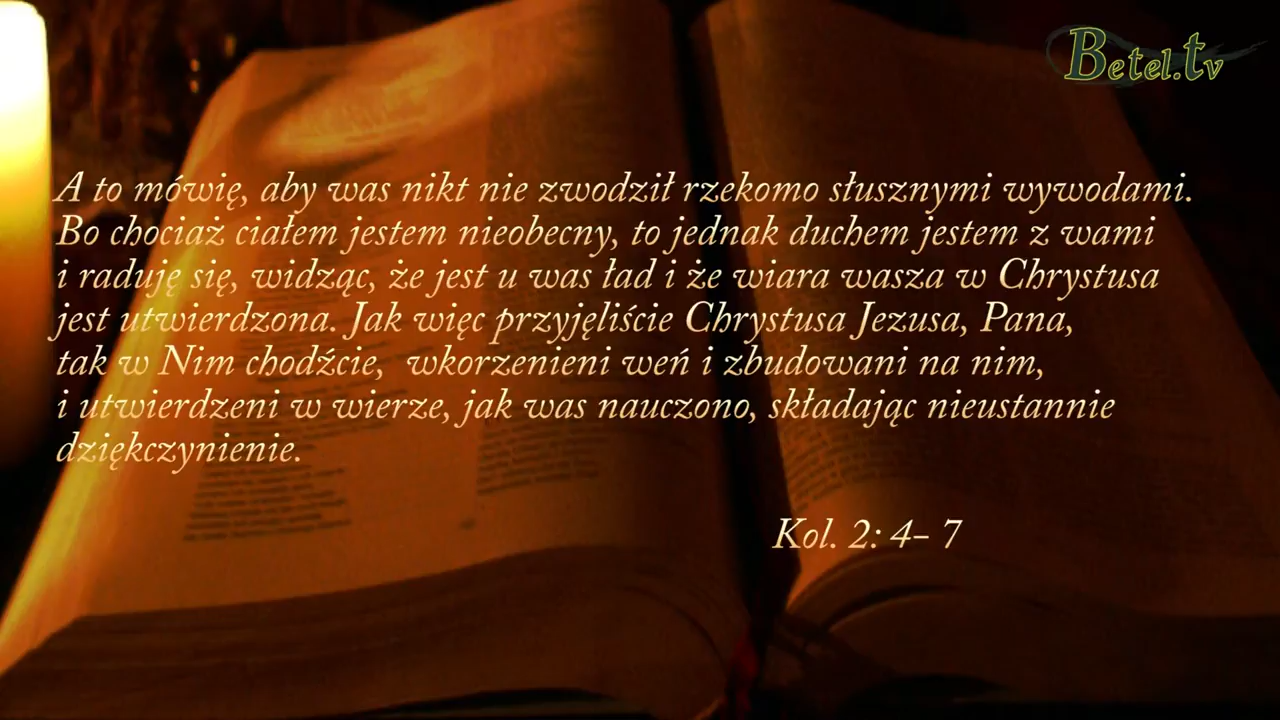 Betel.tv
A to mówię, aby was nikt nie zwodził rzekomo słusznymi wywodami.
Bo chociaż ciałem jestem nieobecny, to jednak duchem jestem z wami
i raduję się, widząc, że jest u was ład i że wiara wasza w Chrystusa
jest utwierdzona. Jak więc przyjęliście Chrystusa Jezusa, Pana,
tak w Nim chodźcie,  wkorzenieni weń i zbudowani na nim,
i utwierdzeni w wierze, jak was nauczono, składając nieustannie
dziękczynienie.
Kol. 2: 4– 7